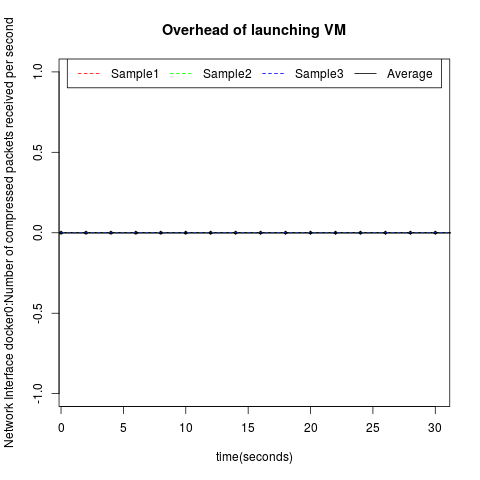 Overhead of launching VM
Sample1 Sample2 Sample3 Average
Network Interface docker0:Number of compressed packets received per second
1.0
0.5
0.0
-0.5
-1.0
0 5 10 15 20 25 30
time(seconds)